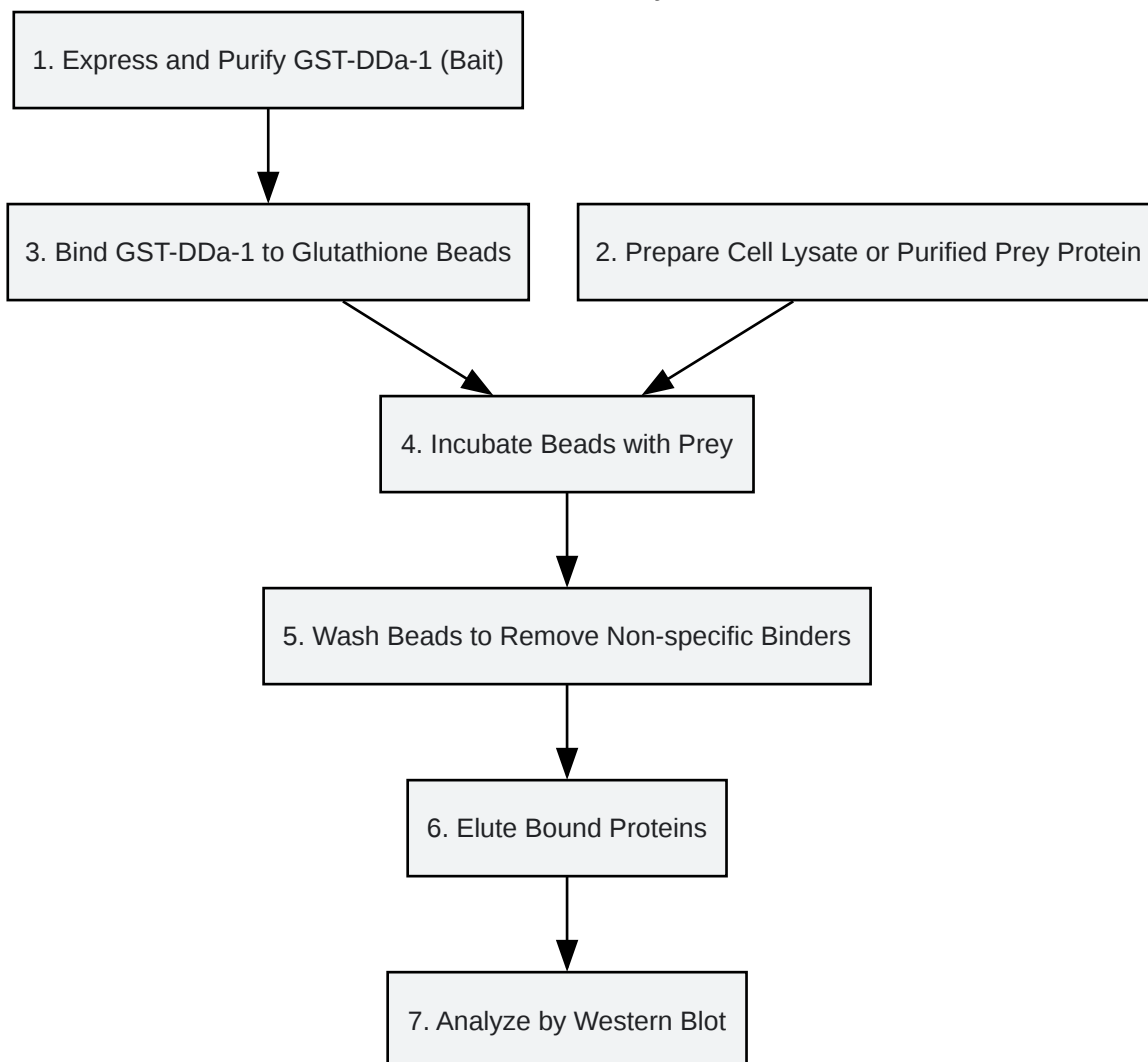 1. Express and Purify GST-DDa-1 (Bait)
3. Bind GST-DDa-1 to Glutathione Beads
2. Prepare Cell Lysate or Purified Prey Protein
4. Incubate Beads with Prey
5. Wash Beads to Remove Non-specific Binders
6. Elute Bound Proteins
7. Analyze by Western Blot